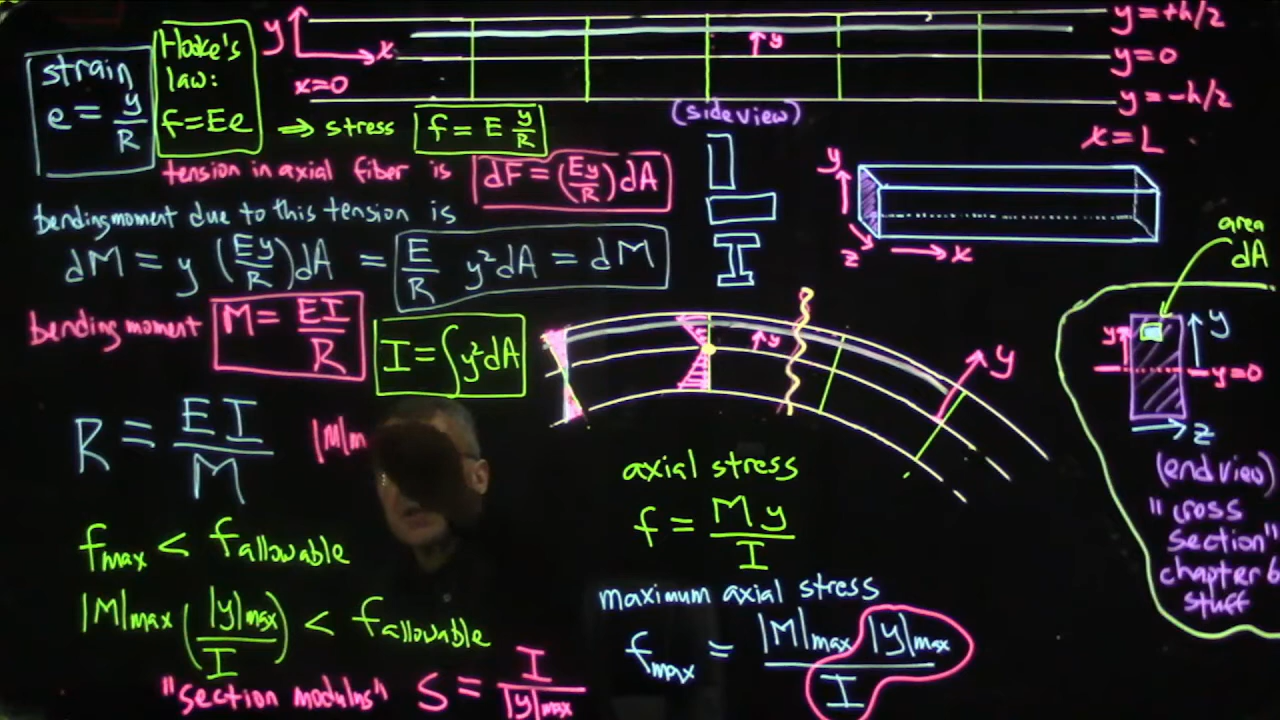 strain
e = y/R
Hooke's
law:
f = Ee
⇒ stress f = E y/R
y
x
x=0
y
y=+h/2
y=0
y=-h/2
x=L
(sideview)
tension in axial fiber is dF = (Ey/R)dA
bending moment due to this tension is
dM = y (Ey/R)dA = E/R y²dA = dM
bending moment M = EI/R
I = ∫y²dA
y
z
x
area
dA
y
y
y=0
z
(end view)
"cross
section"
chapter 6
stuff
y
y
R = EI/M
|M|m
fmax < fallowable
|M|max (|y|max/I) < fallowable
"section modulus" S = I/|y|max
axial stress
f = My/I
maximum axial stress
fmax = |M|max |y|max/I